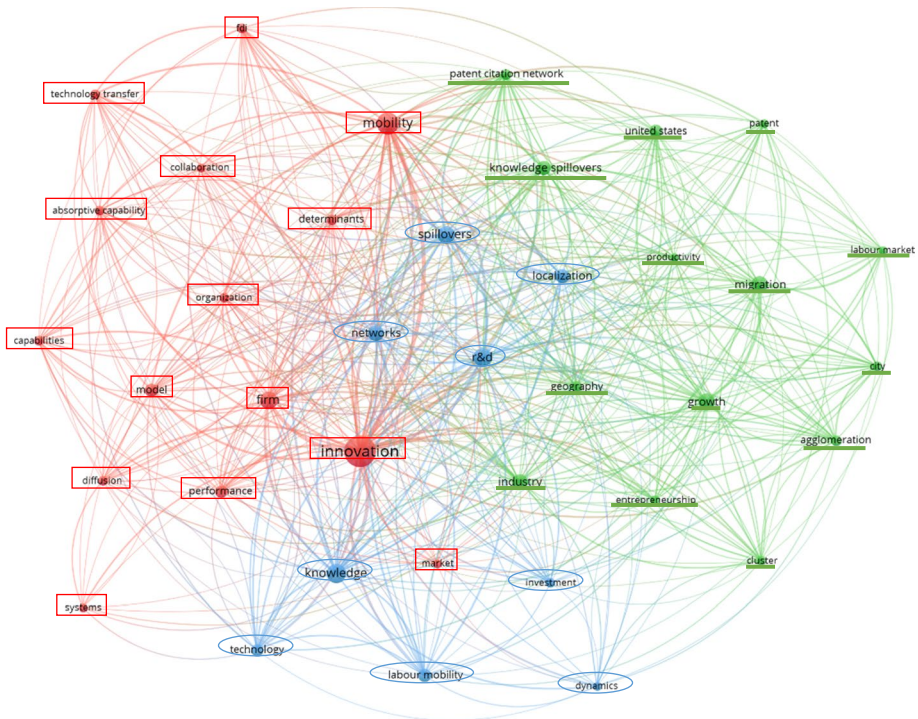 fdi
patent citation network
technology transfer
mobility
patent
united states
collaboration
knowledge spillovers
absorptive capability
determinants
spillovers
labour market
productivity
localization
migration
organization
networks
capabilities
r&d
city
geography
model
firm
growth
agglomeration
innovation
diffusion
industry
performance
entrepreneurship
market
cluster
knowledge
investment
systems
technology
labour mobility
dynamics